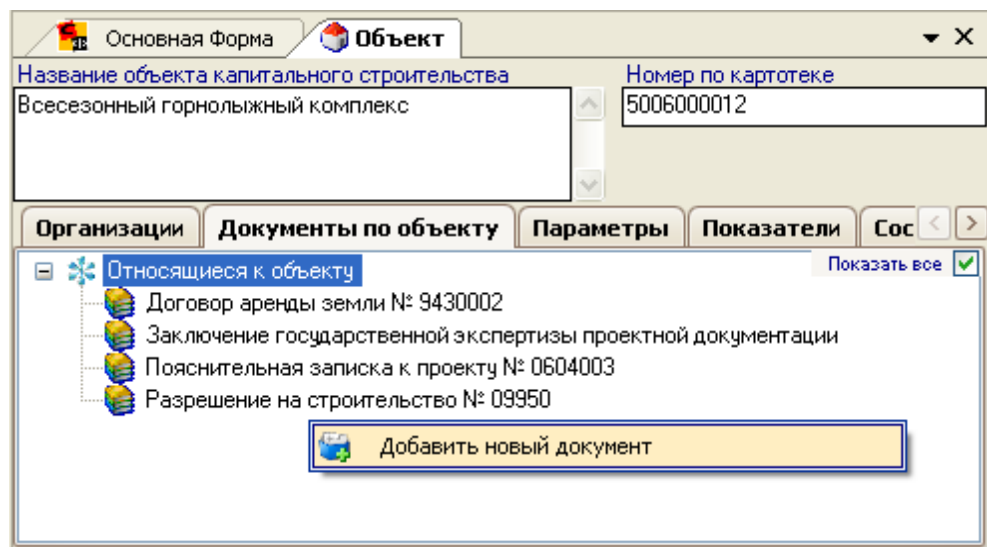 Основная Форма
Объект
Название объекта капитального строительства
Номер по картотеке
Всесезонный горнолыжный комплекс
5006000012
Организации
Документы по объекту
Параметры
Показатели
Сос
Относящиеся к объекту
Показать все
Договор аренды земли № 9430002
Заключение государственной экспертизы проектной документации
Пояснительная записка к проекту № 0604003
Разрешение на строительство № 09950
Добавить новый документ